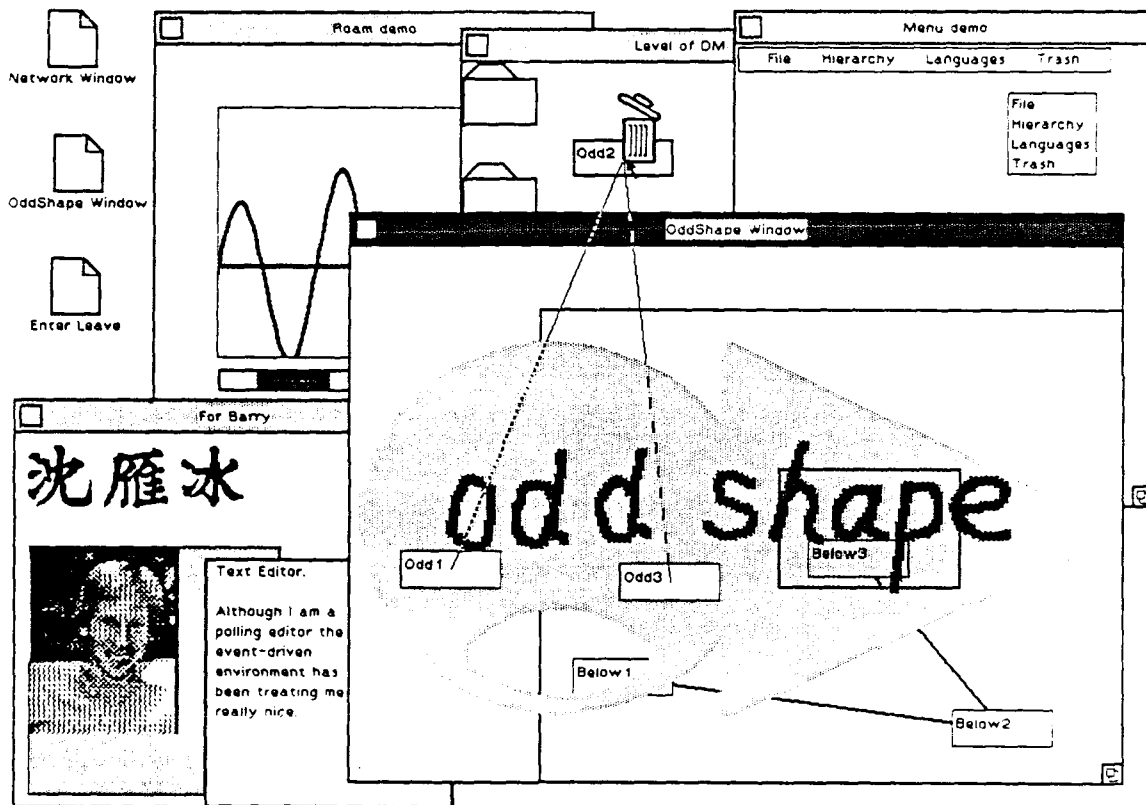 Roam demo
Menu demo
Level of DM
Network Window
File Hierarchy Languages Trash
File
Hierarchy
Languages
Trash
Odd2
OddShape Window
OddShape Window
Enter Leave
For Barry
沈雁冰
odd shape
Odd1
Odd3
Below3
Text Editor.
Although I am a
polling editor the
event-driven
environment has
been treating me
really nice.
Below1
Below2